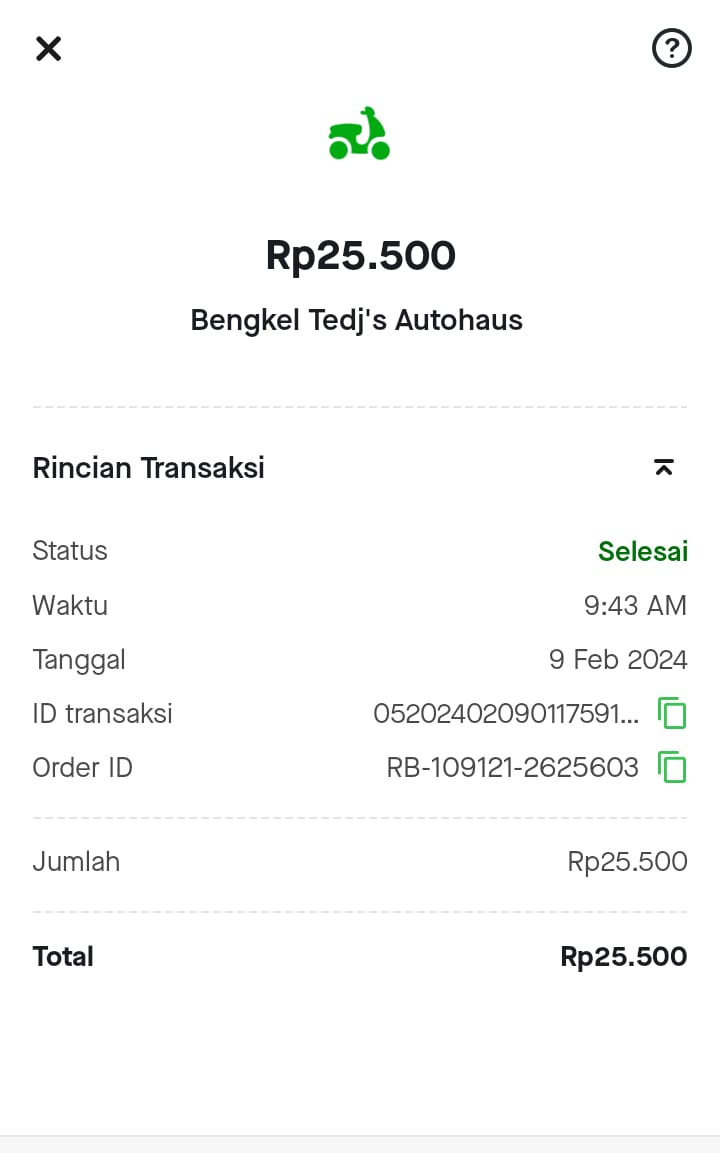 Rp25.500
Bengkel Tedj's Autohaus
Rincian Transaksi
Status Selesai
Waktu 9:43 AM
Tanggal 9 Feb 2024
ID transaksi 05202402090117591...
Order ID RB-109121-2625603
Jumlah Rp25.500
Total Rp25.500